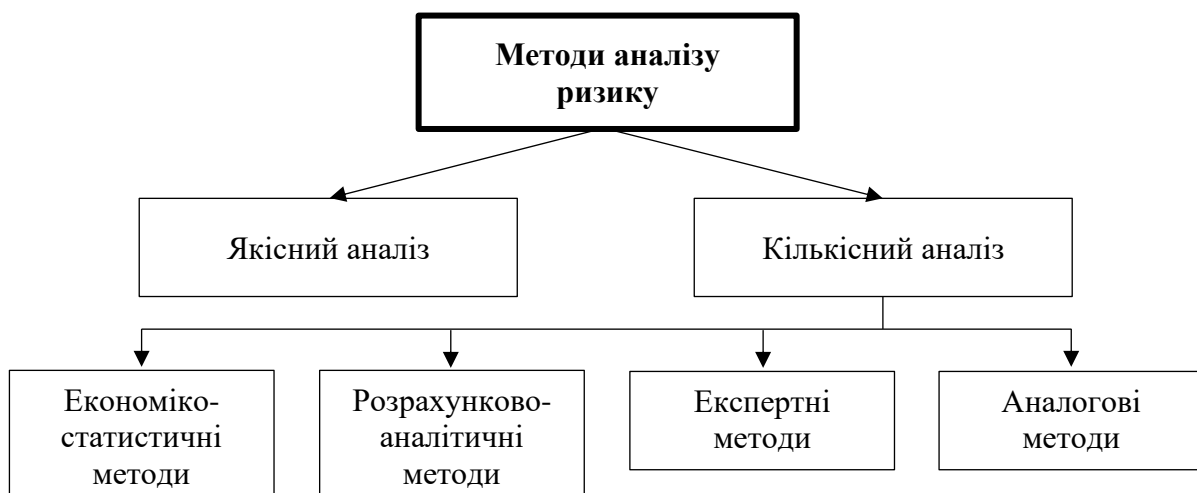 Методи аналізу
ризику
Якісний аналіз
Кількісний аналіз
Економіко-
статистичні
методи
Розрахунково-
аналітичні
методи
Експертні
методи
Аналогові
методи